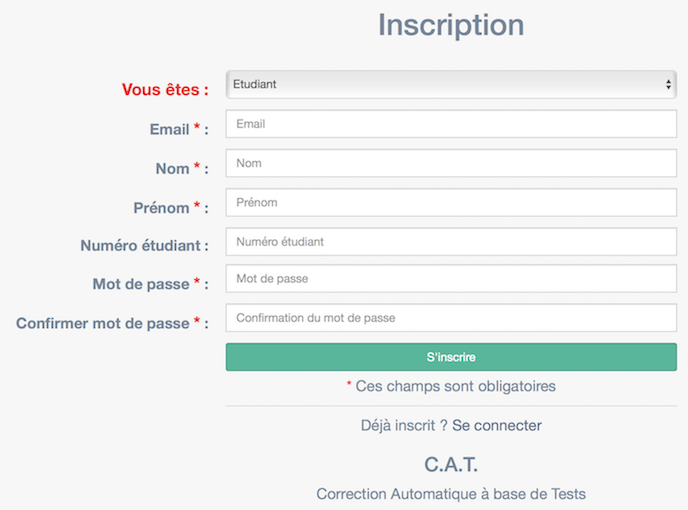 Inscription
Vous êtes : Etudiant
Email * : Email
Nom * : Nom
Prénom * : Prénom
Numéro étudiant : Numéro étudiant
Mot de passe * : Mot de passe
Confirmer mot de passe * : Confirmation du mot de passe
S'inscrire
* Ces champs sont obligatoires
Déjà inscrit ? Se connecter
C.A.T.
Correction Automatique à base de Tests